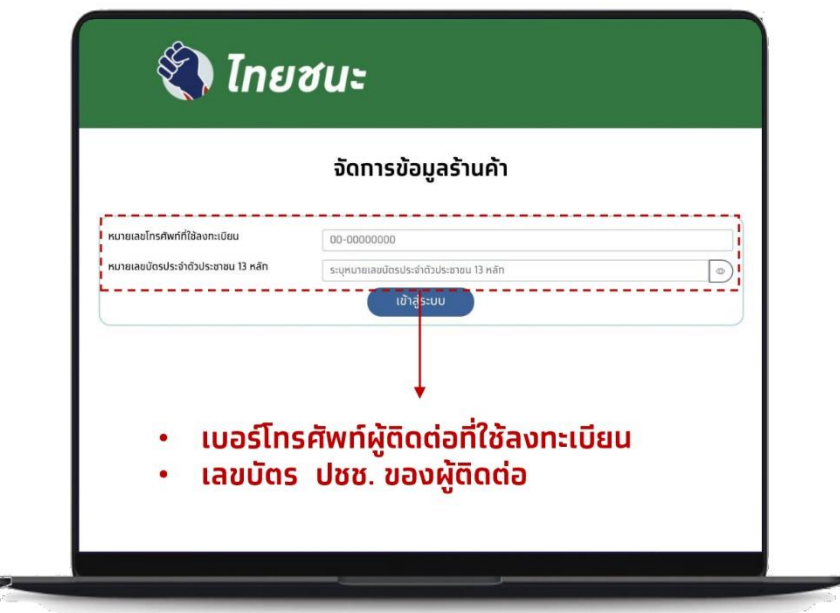 ไทยชนะ
จัดการข้อมูลร้านค้า
หมายเลขโทรศัพท์ที่ใช้ลงทะเบียน
00-00000000
หมายเลขบัตรประจำตัวประชาชน 13 หลัก
ระบุหมายเลขบัตรประจำตัวประชาชน 13 หลัก
เข้าสู่ระบบ
• เบอร์โทรศัพท์ผู้ติดต่อที่ใช้ลงทะเบียน
• เลขบัตร ปชช. ของผู้ติดต่อ